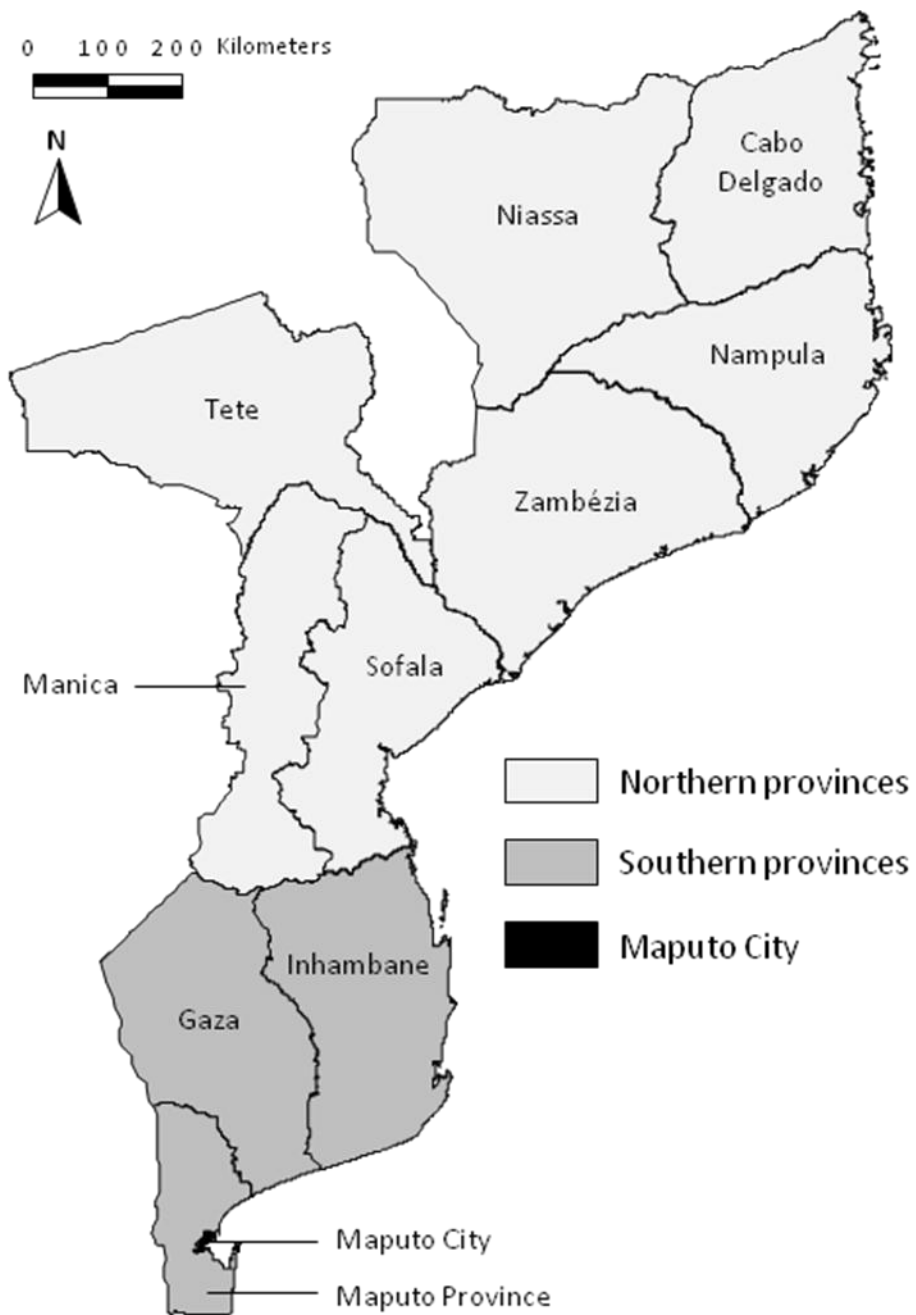 0 100 200 Kilometers
N
Cabo
Delgado
Niassa
Nampula
Tete
Zambézia
Sofala
Manica
Northern provinces
Southern provinces
Maputo City
Inhambane
Gaza
Maputo City
Maputo Province